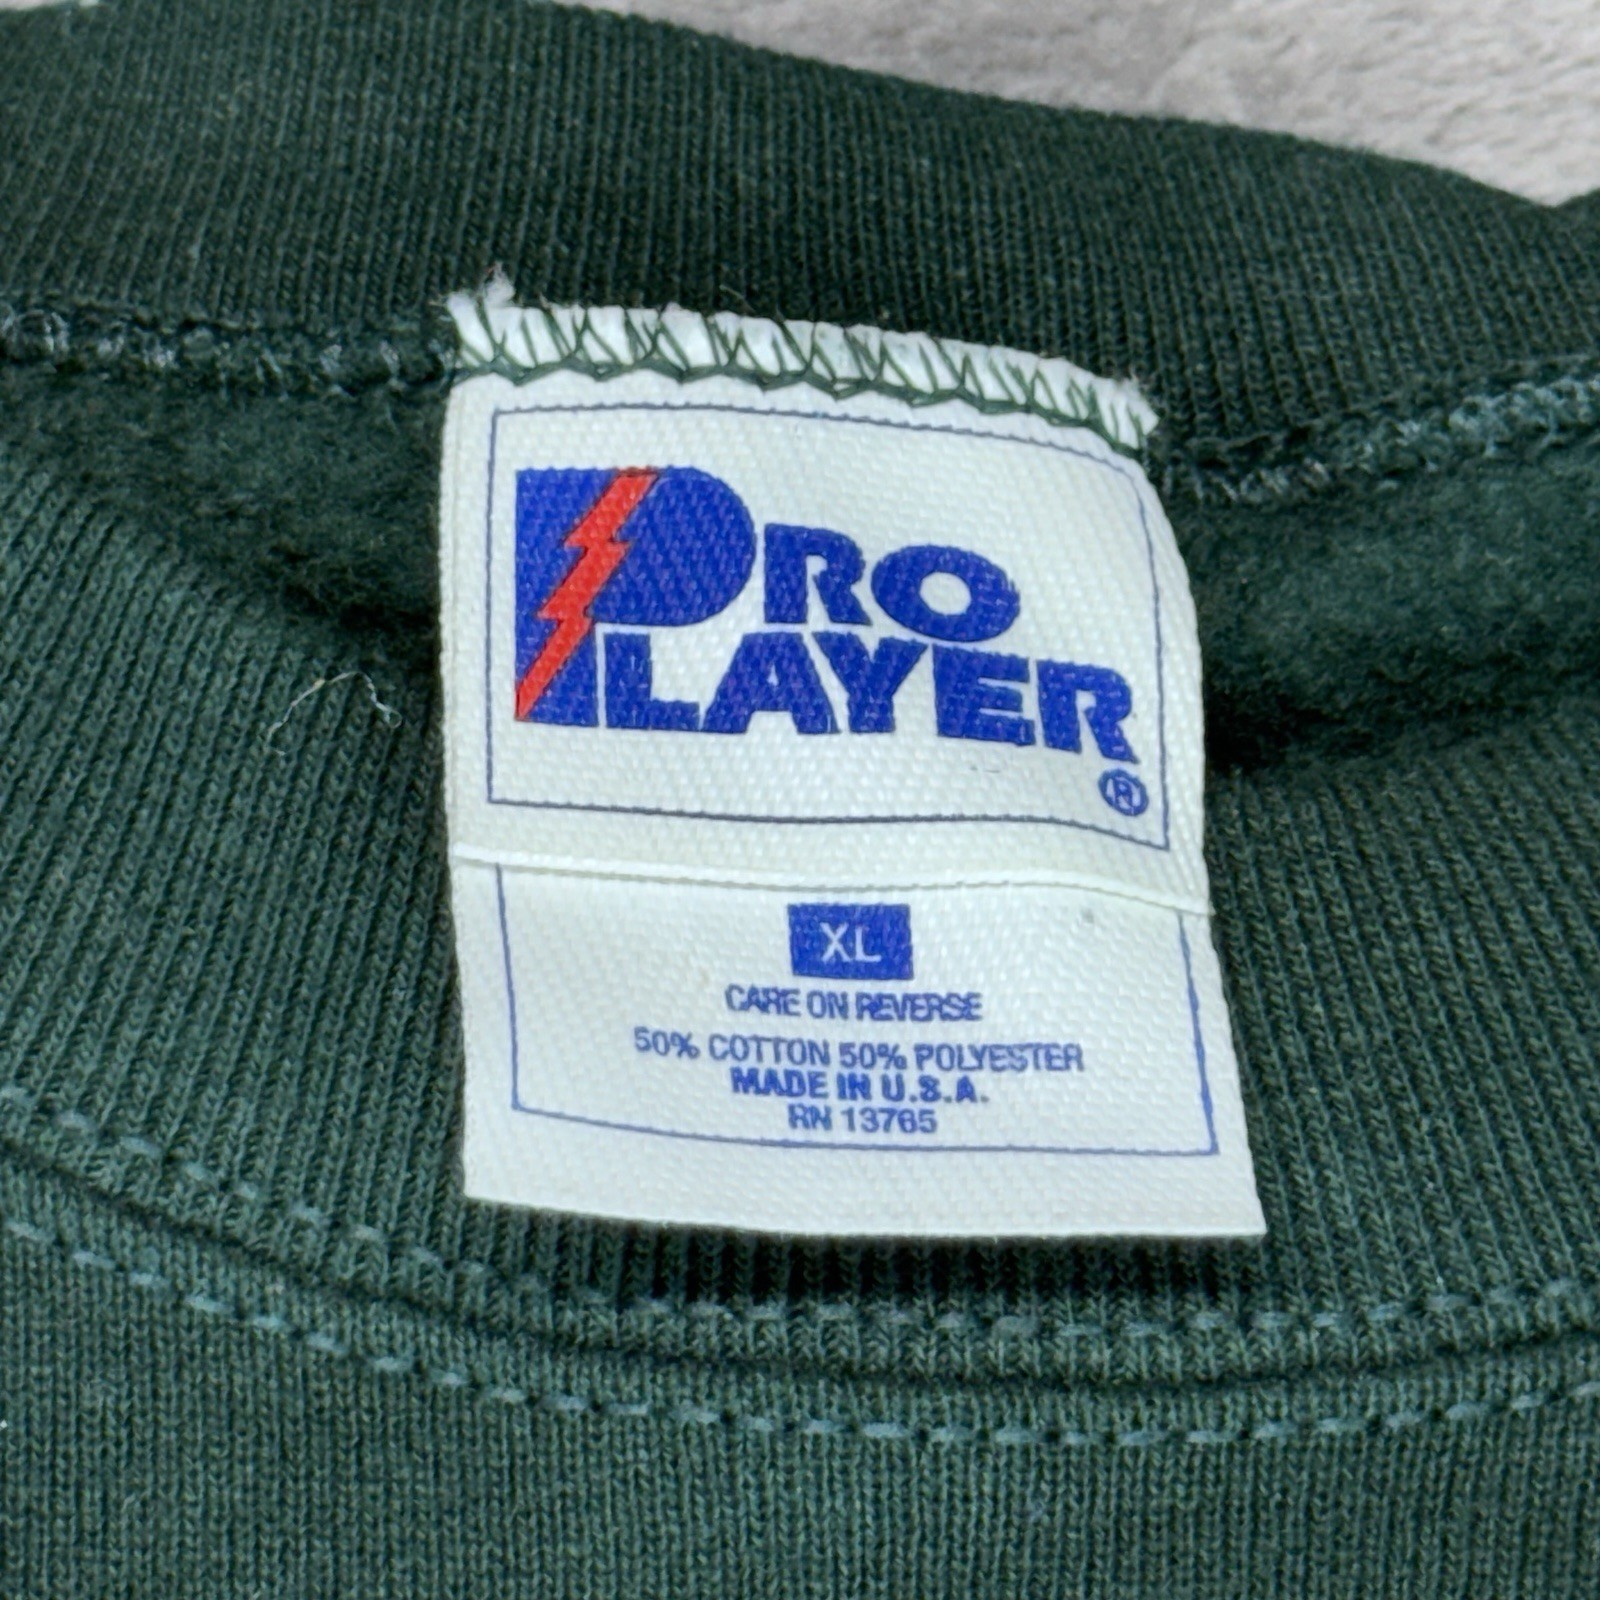 PRO
PLAYER
®
XL
CARE ON REVERSE
50% COTTON 50% POLYESTER
MADE IN U.S.A.
RN 13765